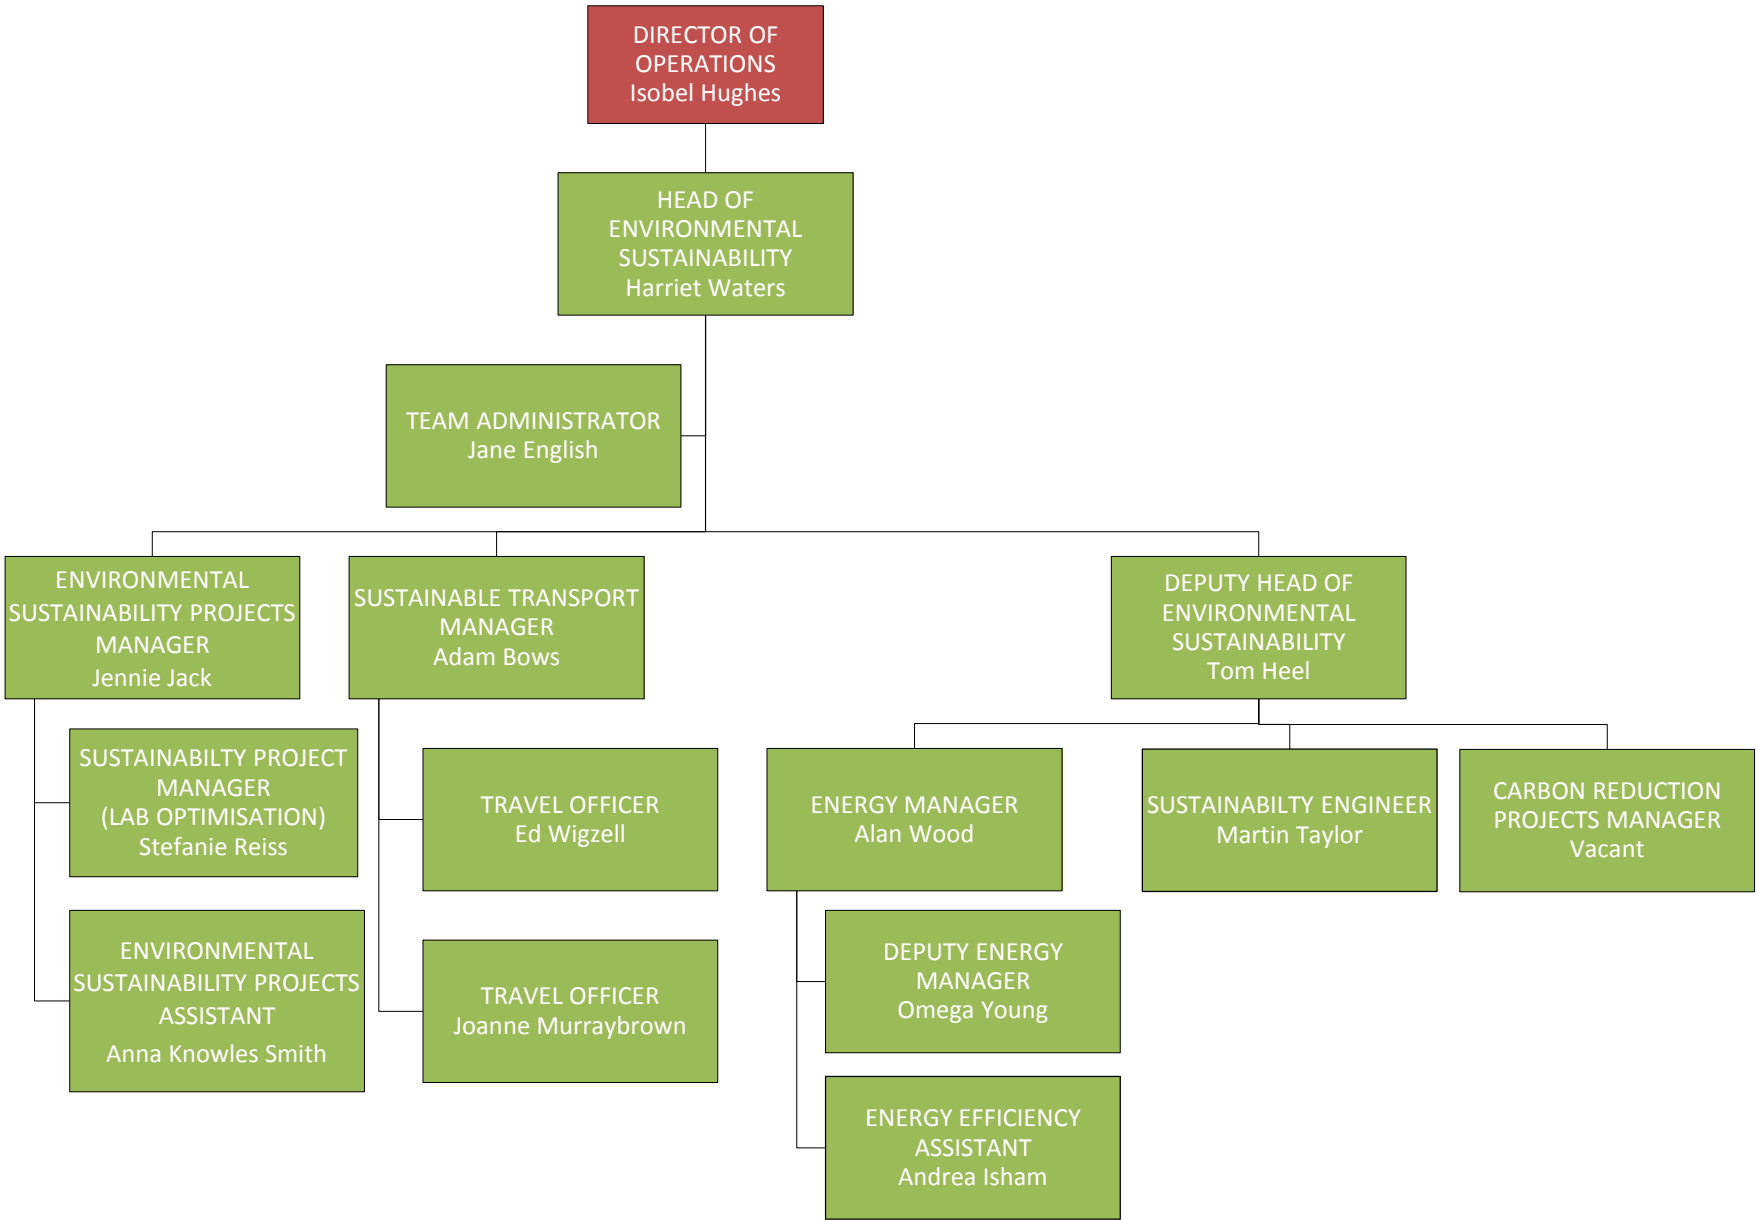 DIRECTOR OF
OPERATIONS
Isobel Hughes
HEAD OF
ENVIRONMENTAL
SUSTAINABILITY
Harriet Waters
TEAM ADMINISTRATOR
Jane English
ENVIRONMENTAL
SUSTAINABILITY PROJECTS
MANAGER
Jennie Jack
SUSTAINABLE TRANSPORT
MANAGER
Adam Bows
DEPUTY HEAD OF
ENVIRONMENTAL
SUSTAINABILITY
Tom Heel
SUSTAINABILTY PROJECT
MANAGER
(LAB OPTIMISATION)
Stefanie Reiss
TRAVEL OFFICER
Ed Wigzell
ENERGY MANAGER
Alan Wood
SUSTAINABILTY ENGINEER
Martin Taylor
CARBON REDUCTION
PROJECTS MANAGER
Vacant
ENVIRONMENTAL
SUSTAINABILITY PROJECTS
ASSISTANT
Anna Knowles Smith
TRAVEL OFFICER
Joanne Murraybrown
DEPUTY ENERGY
MANAGER
Omega Young
ENERGY EFFICIENCY
ASSISTANT
Andrea Isham